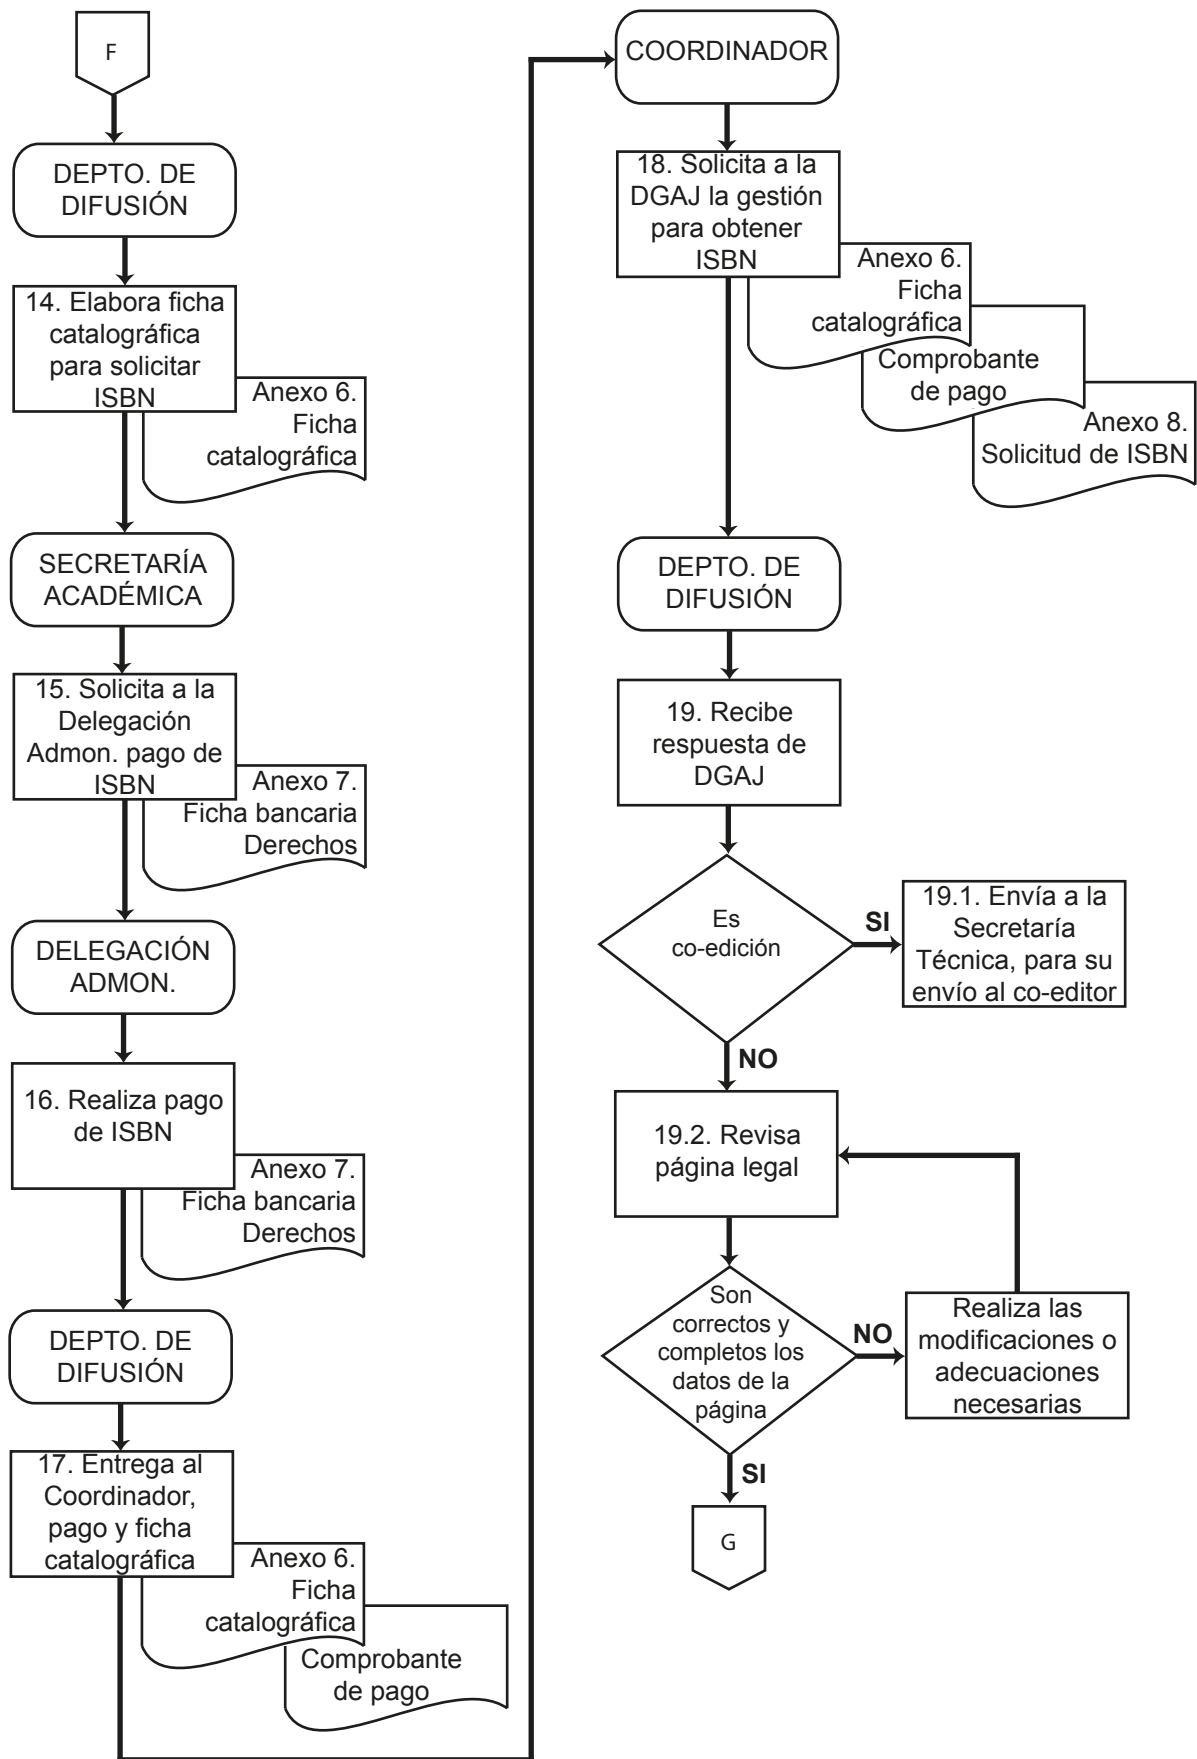 F
DEPTO. DE
DIFUSIÓN
14. Elabora ficha
catalográfica
para solicitar
ISBN
Anexo 6.
Ficha
catalográfica
SECRETARÍA
ACADÉMICA
15. Solicita a la
Delegación
Admon. pago de
ISBN
Anexo 7.
Ficha bancaria
Derechos
DELEGACIÓN
ADMON.
16. Realiza pago
de ISBN
Anexo 7.
Ficha bancaria
Derechos
DEPTO. DE
DIFUSIÓN
17. Entrega al
Coordinador,
pago y ficha
catalográfica
Anexo 6.
Ficha
catalográfica
Comprobante
de pago
COORDINADOR
18. Solicita a la
DGAJ la gestión
para obtener
ISBN
Anexo 6.
Ficha
catalográfica
Comprobante
de pago
Anexo 8.
Solicitud de ISBN
DEPTO. DE
DIFUSIÓN
19. Recibe
respuesta de
DGAJ
Es
co-edición
SI
19.1. Envía a la
Secretaría
Técnica, para su
envío al co-editor
NO
19.2. Revisa
página legal
Son
correctos y
completos los
datos de la
página
NO
Realiza las
modificaciones o
adecuaciones
necesarias
SI
G